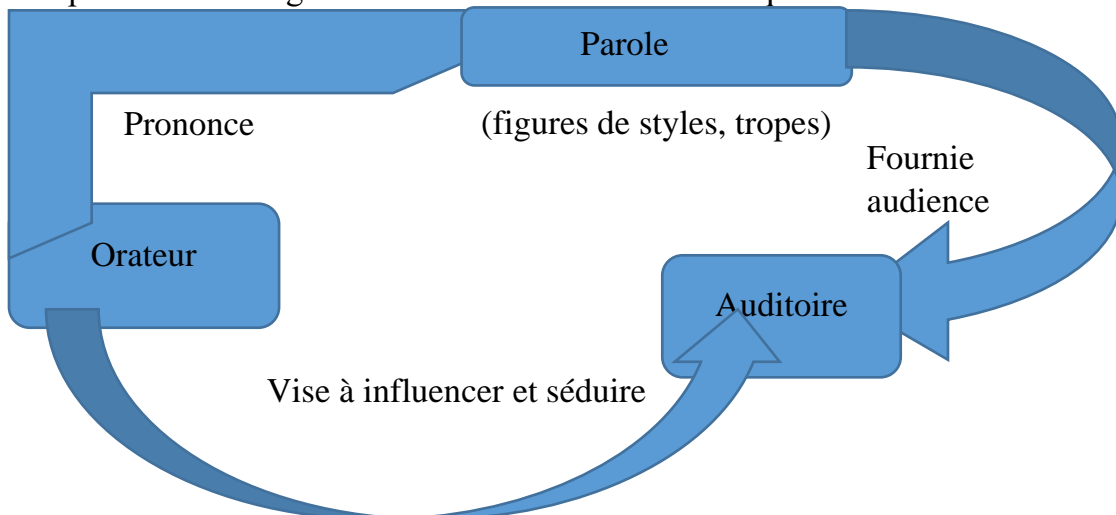 Parole
Prononce
(figures de styles, tropes)
Fournie
audience
Orateur
Auditoire
Vise à influencer et séduire